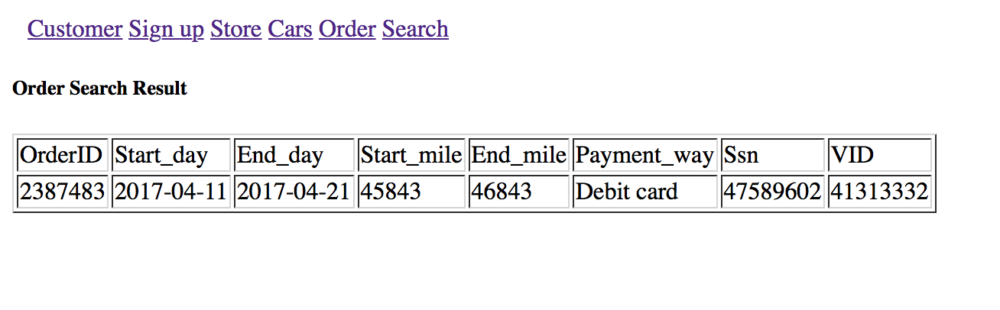 Customer Sign up Store Cars Order Search
Order Search Result
OrderID Start_day End_day Start_mile End_mile Payment_way Ssn VID
2387483 2017-04-11 2017-04-21 45843 46843 Debit card 47589602 41313332